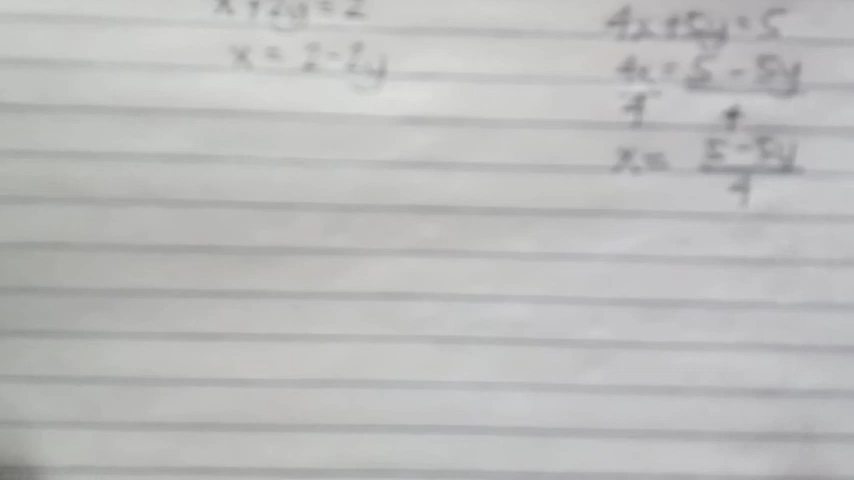 x+2y=2
x = 2-2y
4x+5y=5
4x = 5 - 5y
4 4
x = 5-5y
4